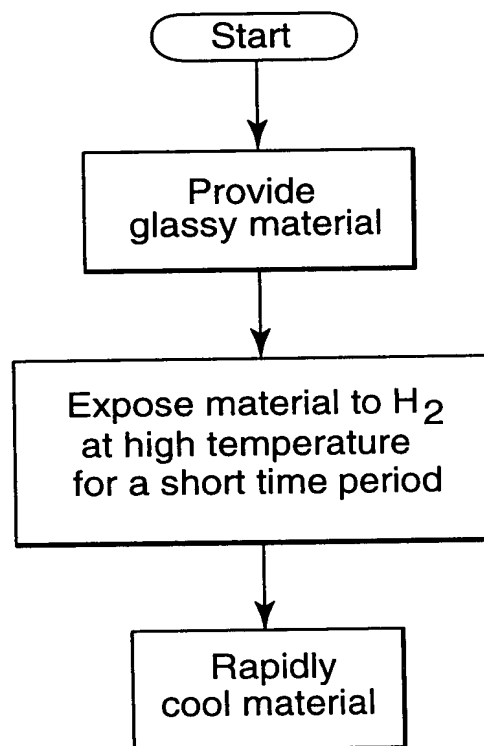 Start
Provide
glassy material
Expose material to H2
at high temperature
for a short time period
Rapidly
cool material